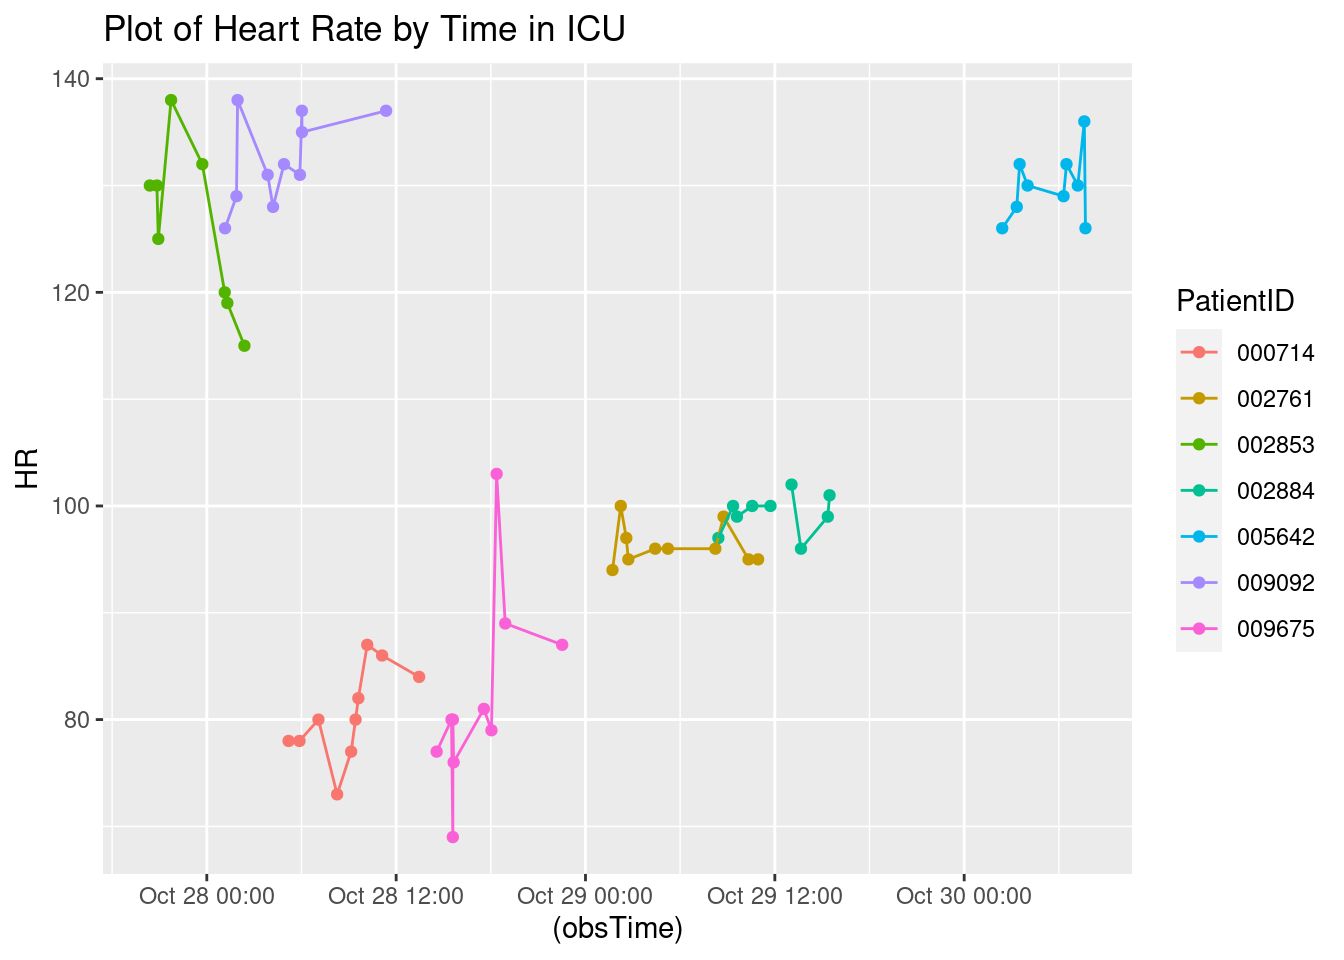 Plot of Heart Rate by Time in ICU
140
120
100
80
HR
Oct 28 00:00
Oct 28 12:00
Oct 29 00:00
Oct 29 12:00
Oct 30 00:00
(obsTime)
PatientID
000714
002761
002853
002884
005642
009092
009675